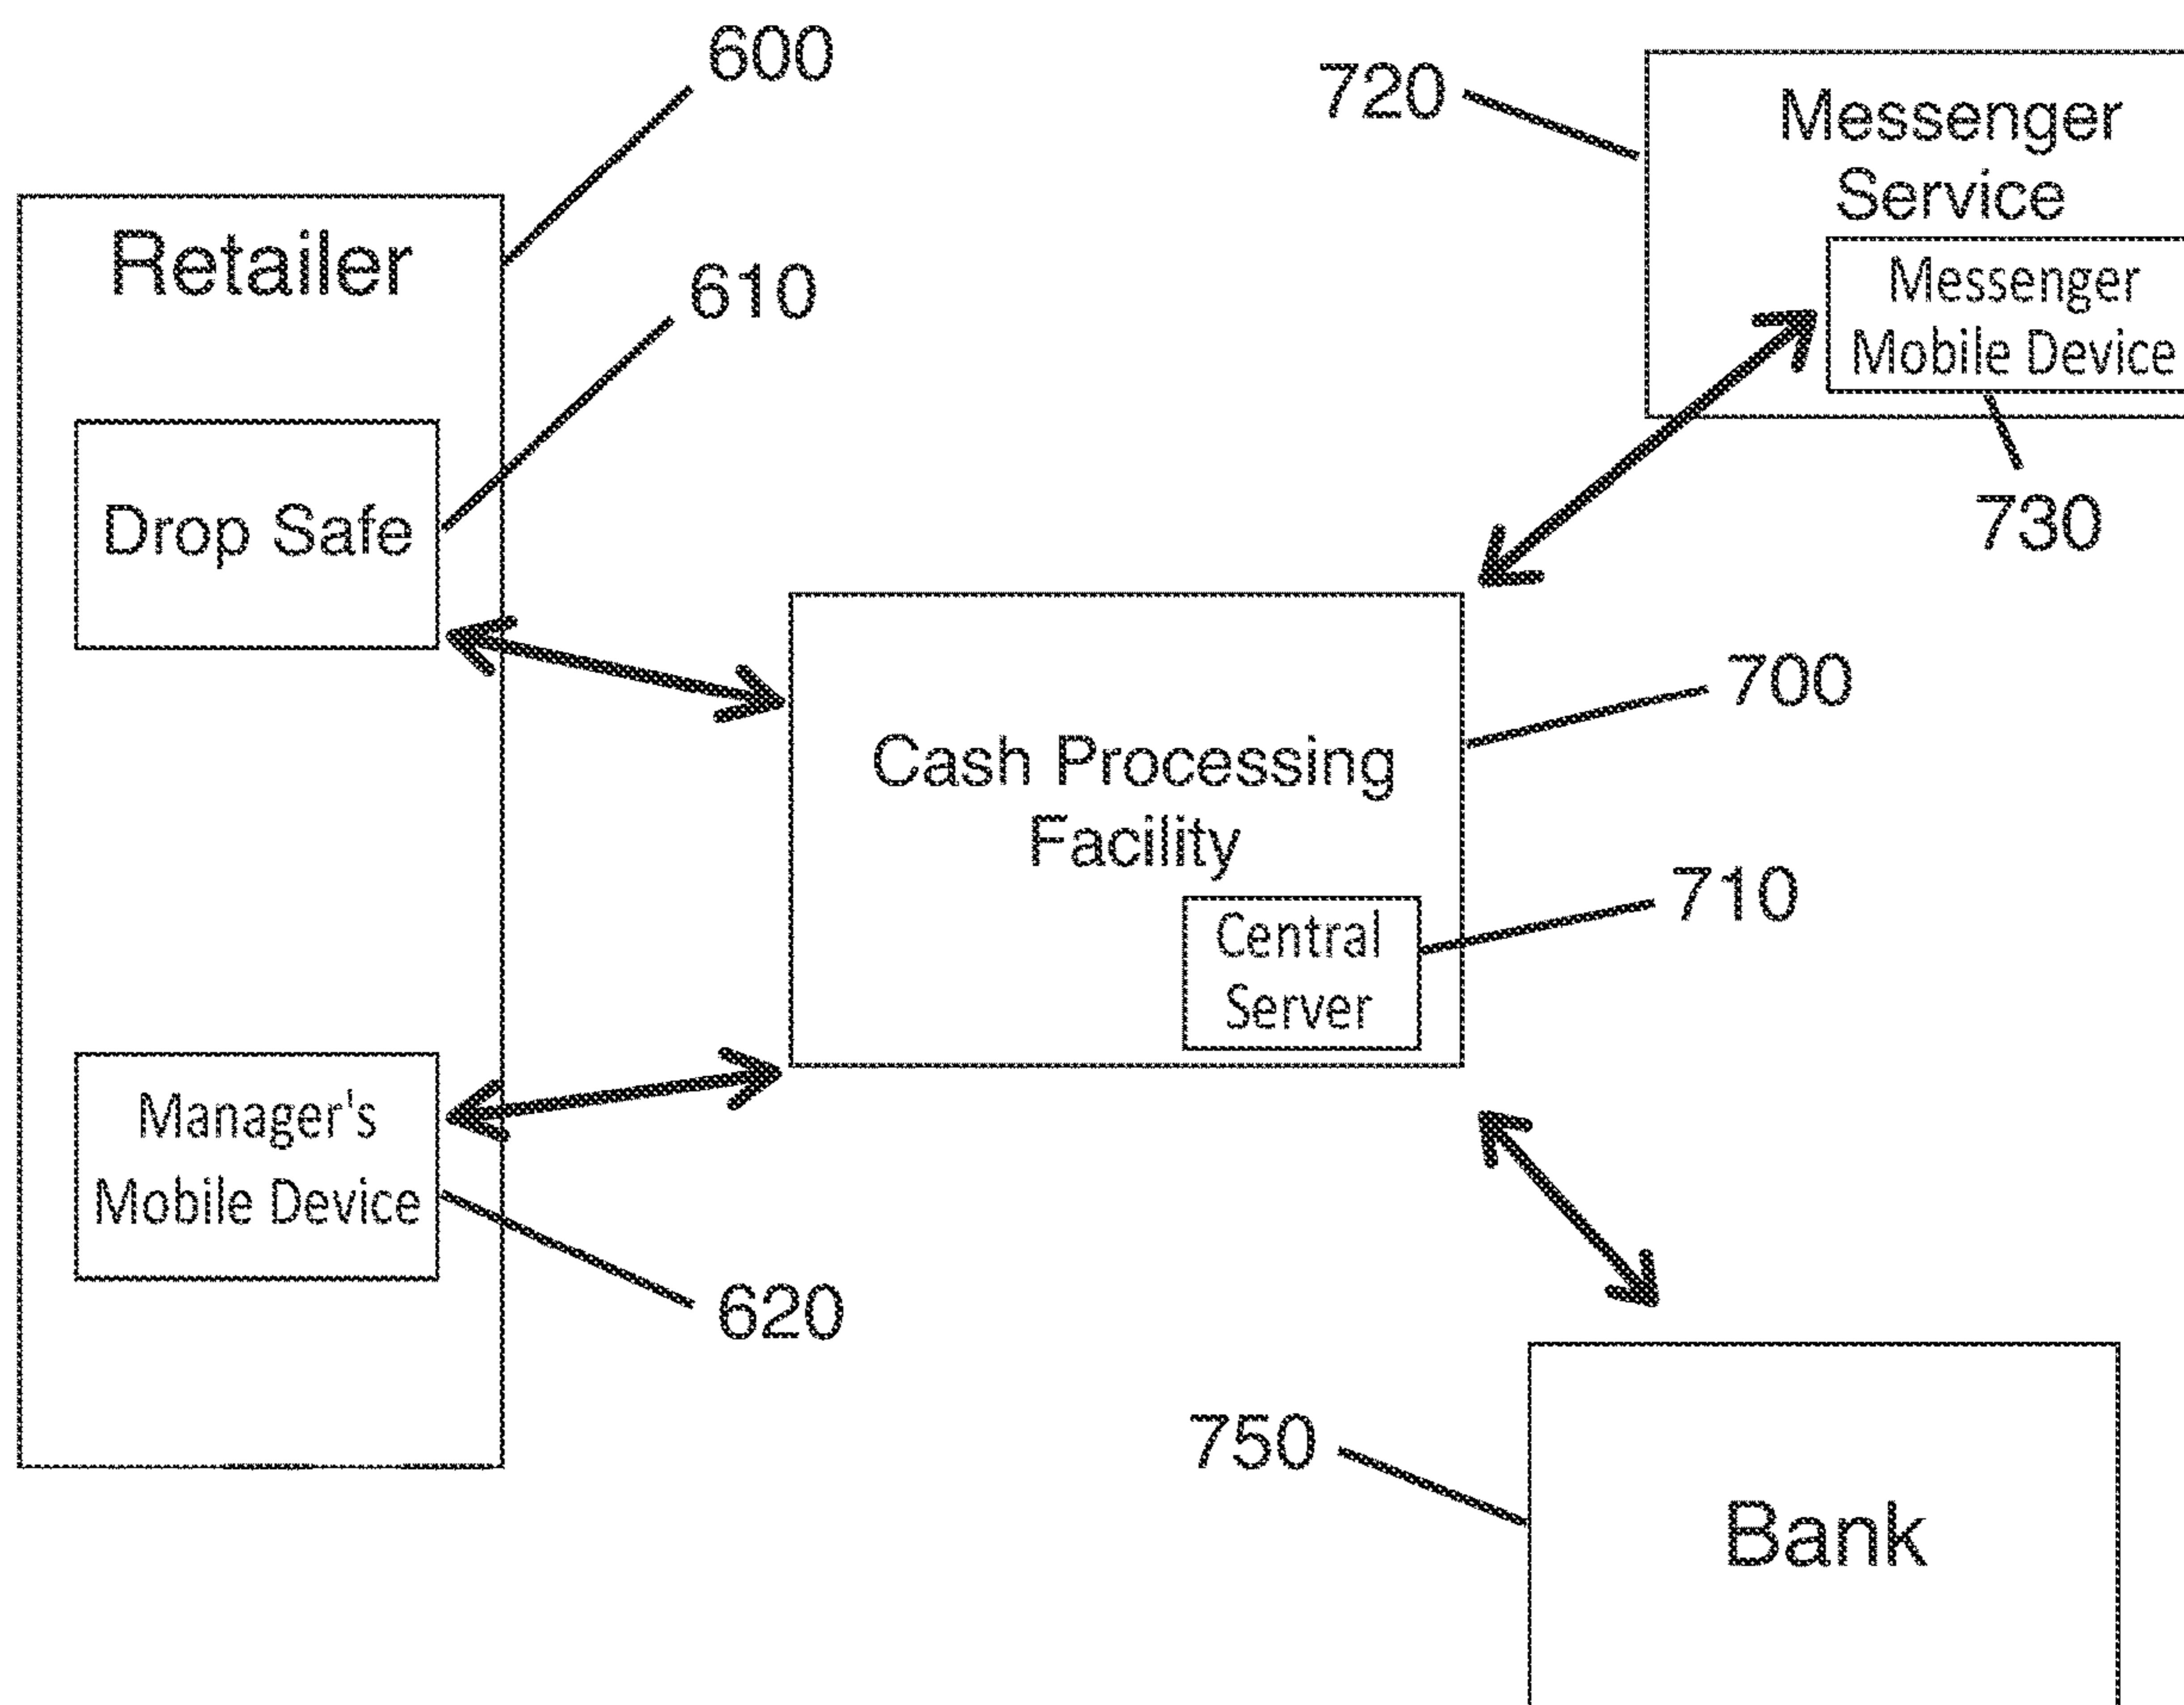 600
Retailer
610
Drop Safe
Manager's
Mobile Device
620
720
Messenger
Service
Messenger
Mobile Device
730
Cash Processing
Facility
700
Central
Server
710
750
Bank